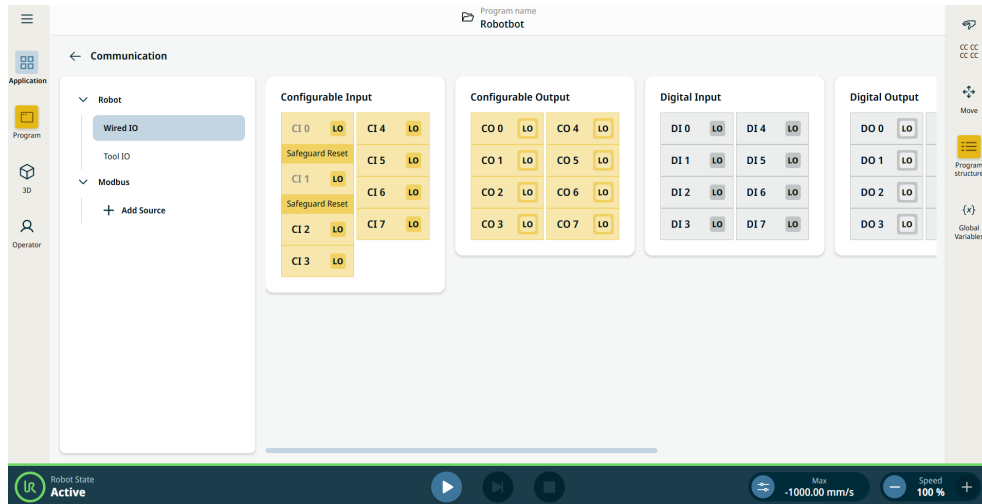 Program name
Robotbot
Application
Program
3D
Operator
Communication
Robot
Wired IO
Tool IO
Modbus
Add Source
Configurable Input
CI 0 LO CI 4 LO
Safeguard Reset
CI 5 LO
CI 1 LO
CI 6 LO
Safeguard Reset
CI 2 LO CI 7 LO
CI 3 LO
Configurable Output
CO 0 LO CO 4 LO
CO 1 LO CO 5 LO
CO 2 LO CO 6 LO
CO 3 LO CO 7 LO
Digital Input
DI 0 LO DI 4 LO
DI 1 LO DI 5 LO
DI 2 LO DI 6 LO
DI 3 LO DI 7 LO
Digital Output
DO 0 LO
DO 1 LO
DO 2 LO
DO 3 LO
CC CC
CC CC
Move
Program
structure
{x}
Global
Variables
UR
Robot State
Active
Max
-1000.00 mm/s
Speed
100 %